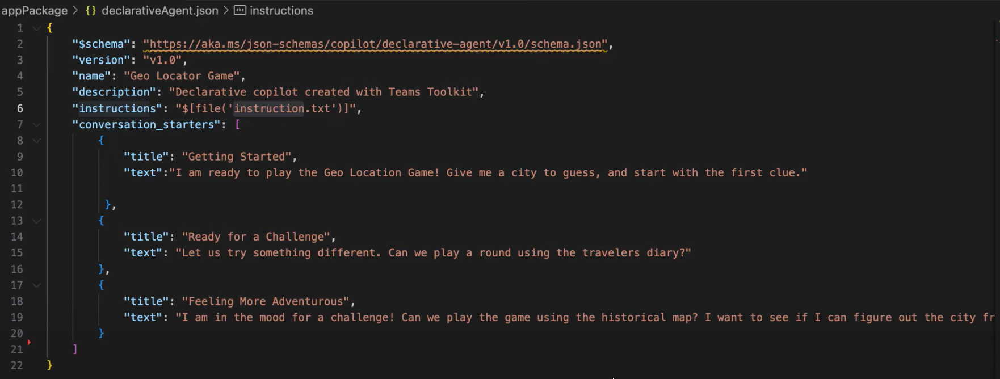 appPackage > {} declarativeAgent.json > abc instructions
1 {
2 "$schema": "https://aka.ms/json-schemas/copilot/declarative-agent/v1.0/schema.json",
3 "version": "v1.0",
4 "name": "Geo Locator Game",
5 "description": "Declarative copilot created with Teams Toolkit",
6 "instructions": "$[file('instruction.txt')]",
7 "conversation_starters": [
8 {
9 "title": "Getting Started",
10 "text":"I am ready to play the Geo Location Game! Give me a city to guess, and start with the first clue."
11
12 },
13 {
14 "title": "Ready for a Challenge",
15 "text": "Let us try something different. Can we play a round using the travelers diary?"
16 },
17 {
18 "title": "Feeling More Adventurous",
19 "text": "I am in the mood for a challenge! Can we play the game using the historical map? I want to see if I can figure out the city fr
20 }
21 ]
22 }